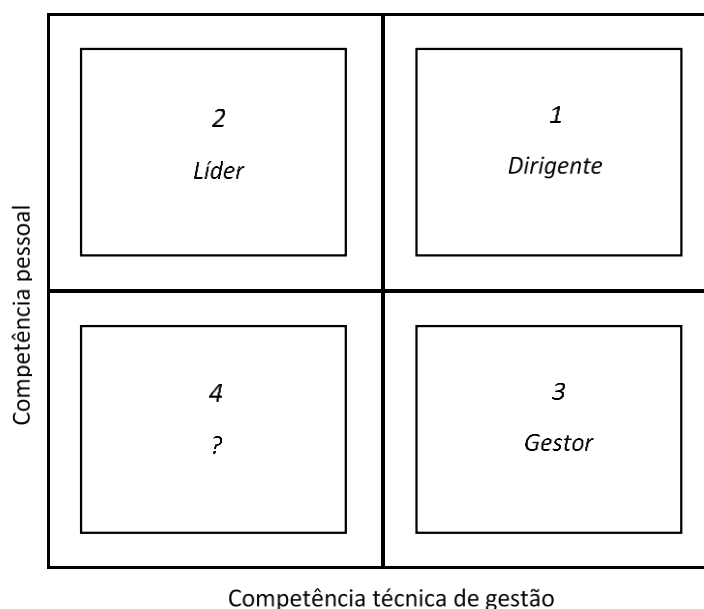 2
Líder
1
Dirigente
Competência pessoal
4
?
3
Gestor
Competência técnica de gestão